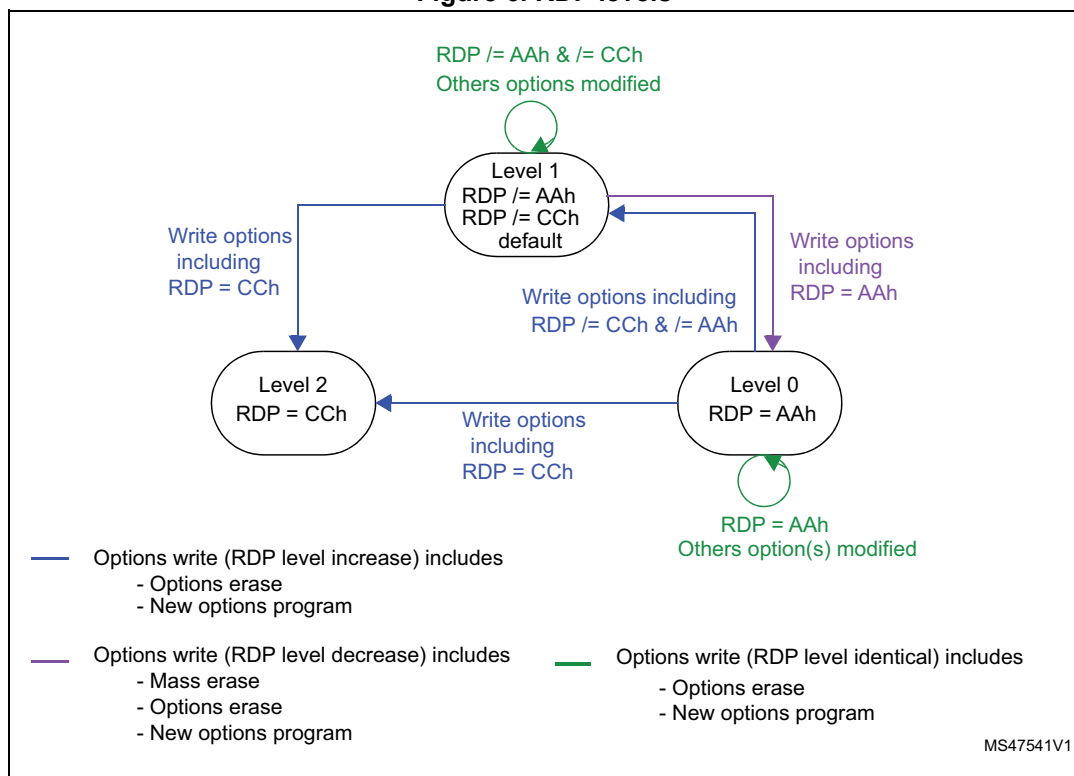 RDP /= AAh & /= CCh
Others options modified
Level 1
RDP /= AAh
RDP /= CCh
default
Write options
including
RDP = CCh
Write options
including
RDP = AAh
Write options including
RDP /= CCh & /= AAh
Level 2
RDP = CCh
Level 0
RDP = AAh
Write options
including
RDP = CCh
RDP = AAh
Others option(s) modified
Options write (RDP level increase) includes
- Options erase
- New options program
Options write (RDP level decrease) includes
- Mass erase
- Options erase
- New options program
Options write (RDP level identical) includes
- Options erase
- New options program
MS47541V1